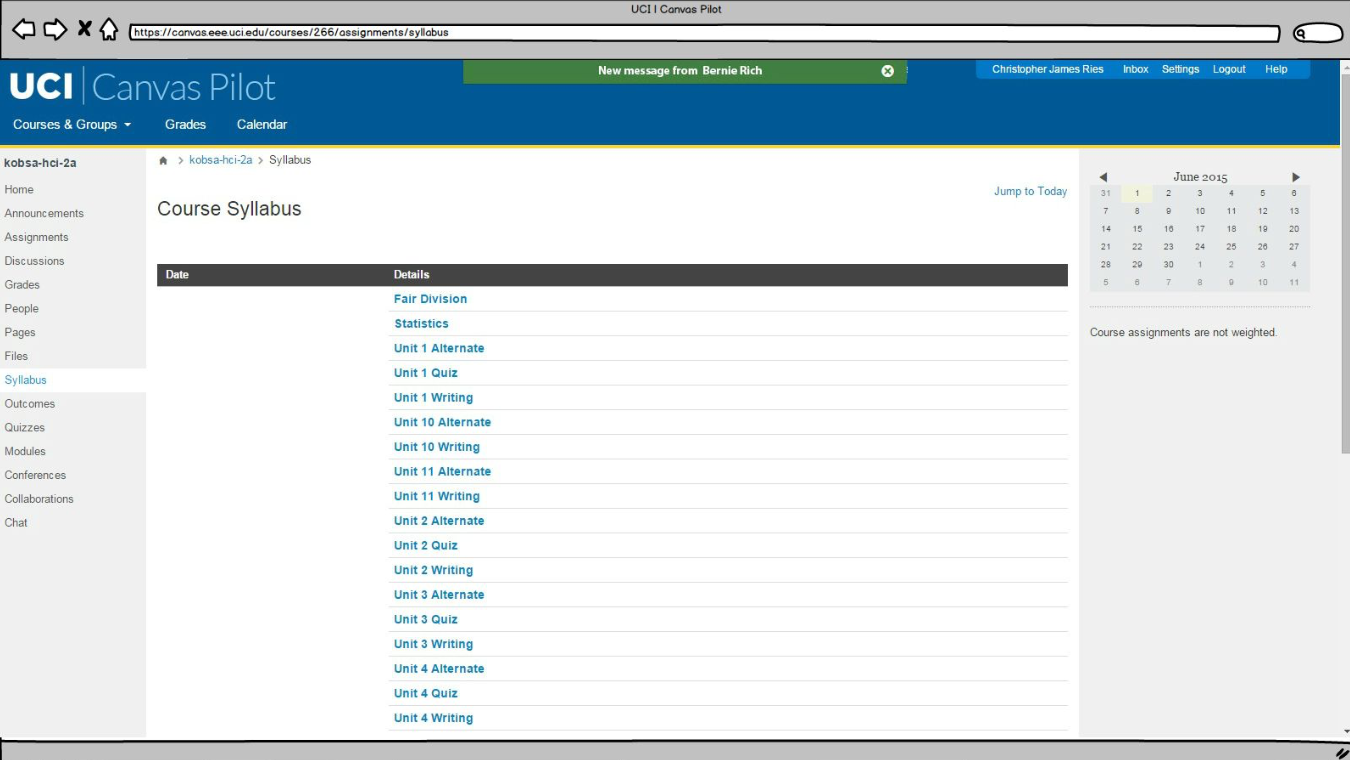 UCI | Canvas Pilot
https://canvas.eee.uci.edu/courses/266/assignments/syllabus
New message from Bernie Rich
Christopher James Ries Inbox Settings Logout Help
UCI | Canvas Pilot
Courses & Groups Grades Calendar
kobsa-hci-2a
Home
Announcements
Assignments
Discussions
Grades
People
Pages
Files
Syllabus
Outcomes
Quizzes
Modules
Conferences
Collaborations
Chat
> kobsa-hci-2a > Syllabus
Jump to Today
Course Syllabus
Date Details
Fair Division
Statistics
Unit 1 Alternate
Unit 1 Quiz
Unit 1 Writing
Unit 10 Alternate
Unit 10 Writing
Unit 11 Alternate
Unit 11 Writing
Unit 2 Alternate
Unit 2 Quiz
Unit 2 Writing
Unit 3 Alternate
Unit 3 Quiz
Unit 3 Writing
Unit 4 Alternate
Unit 4 Quiz
Unit 4 Writing
June 2015
31 1 2 3 4 5 6
7 8 9 10 11 12 13
14 15 16 17 18 19 20
21 22 23 24 25 26 27
28 29 30 1 2 3 4
5 6 7 8 9 10 11
Course assignments are not weighted.